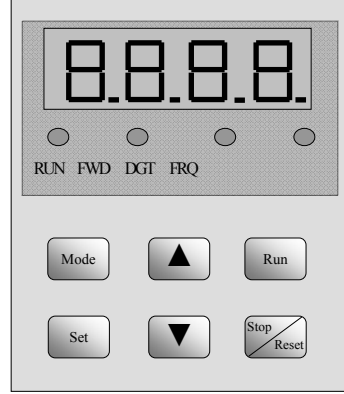 8.8.8.8.
RUN FWD DGT FRQ
Mode ▲ Run
Set ▼ Stop
Reset